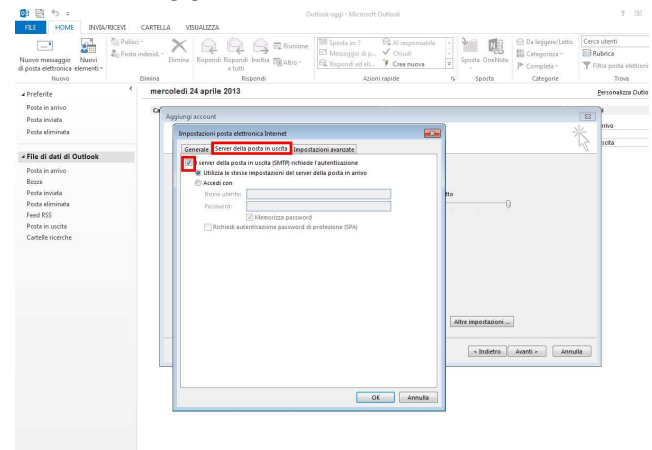 Outlook oggi - Microsoft Outlook
FILE HOME INVIA/RICEVI CARTELLA VISUALIZZA
Nuovo messaggio di posta elettronica
Nuovi elementi
Pulisci
Posta indesid.
Elimina
Rispondi
Rispondi a tutti
Inoltra
Riunione
Altro
Sposta in: ?
Messaggio di p...
Rispondi ed eli...
Al responsabile
Chiudi
Crea nuova
Sposta
OneNote
Da leggere/Letto
Categorizza
Completa
Cerca utenti
Rubrica
Filtra posta elettroni
Nuovo Elimina Rispondi Azioni rapide Sposta Categorie Trova
Preferite
Posta in arrivo
Posta inviata
Posta eliminata
File di dati di Outlook
Posta in arrivo
Bozze
Posta inviata
Posta eliminata
Feed RSS
Posta in uscita
Cartelle ricerche
mercoledì 24 aprile 2013
Personalizza Outlo
Ca
rrivo
scita
Aggiungi account
tto
Altre impostazioni ...
< Indietro Avanti > Annulla
Impostazioni posta elettronica Internet
Generale Server della posta in uscita Impostazioni avanzate
l server della posta in uscita (SMTP) richiede l'autenticazione
Utilizza le stesse impostazioni del server della posta in arrivo
Accedi con
Nome utente:
Password:
Memorizza password
Richiedi autenticazione password di protezione (SPA)
OK Annulla